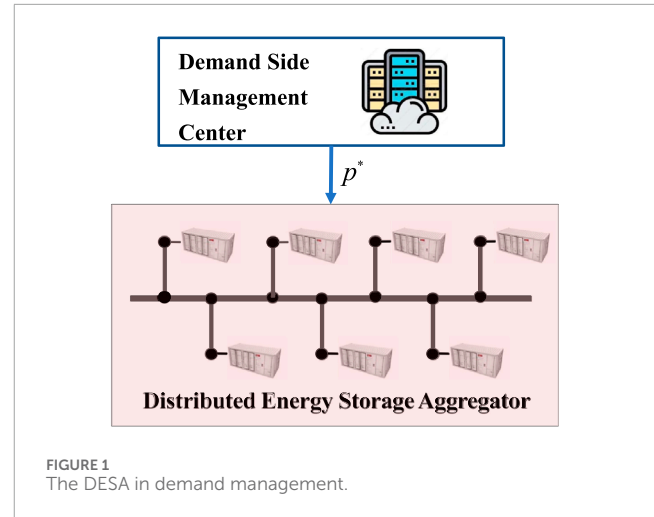 Demand Side
Management
Center
p*
Distributed Energy Storage Aggregator
FIGURE 1
The DESA in demand management.